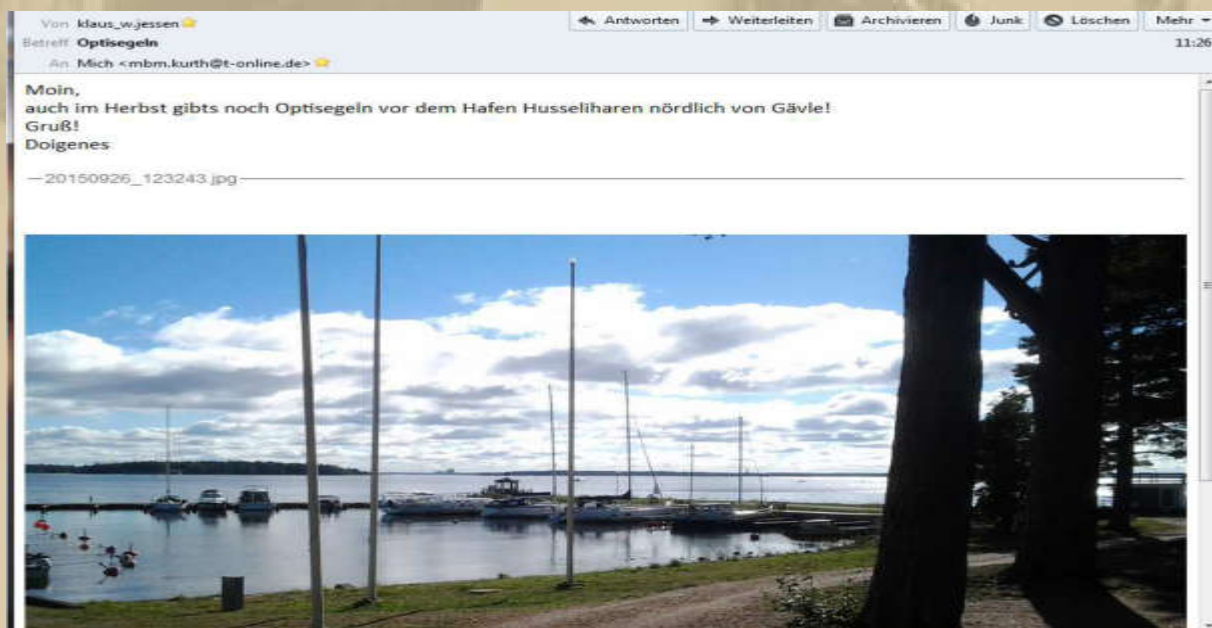 Von klaus_w.jessen
Antworten Weiterleiten Archivieren Junk Löschen Mehr
Betreff Optisegeln 11:26
An Mich <mbm.kurth@t-online.de>
Moin,
auch im Herbst gibts noch Optisegeln vor dem Hafen Husseliharen nördlich von Gävle!
Gruß!
Doigenes
20150926_123243.jpg